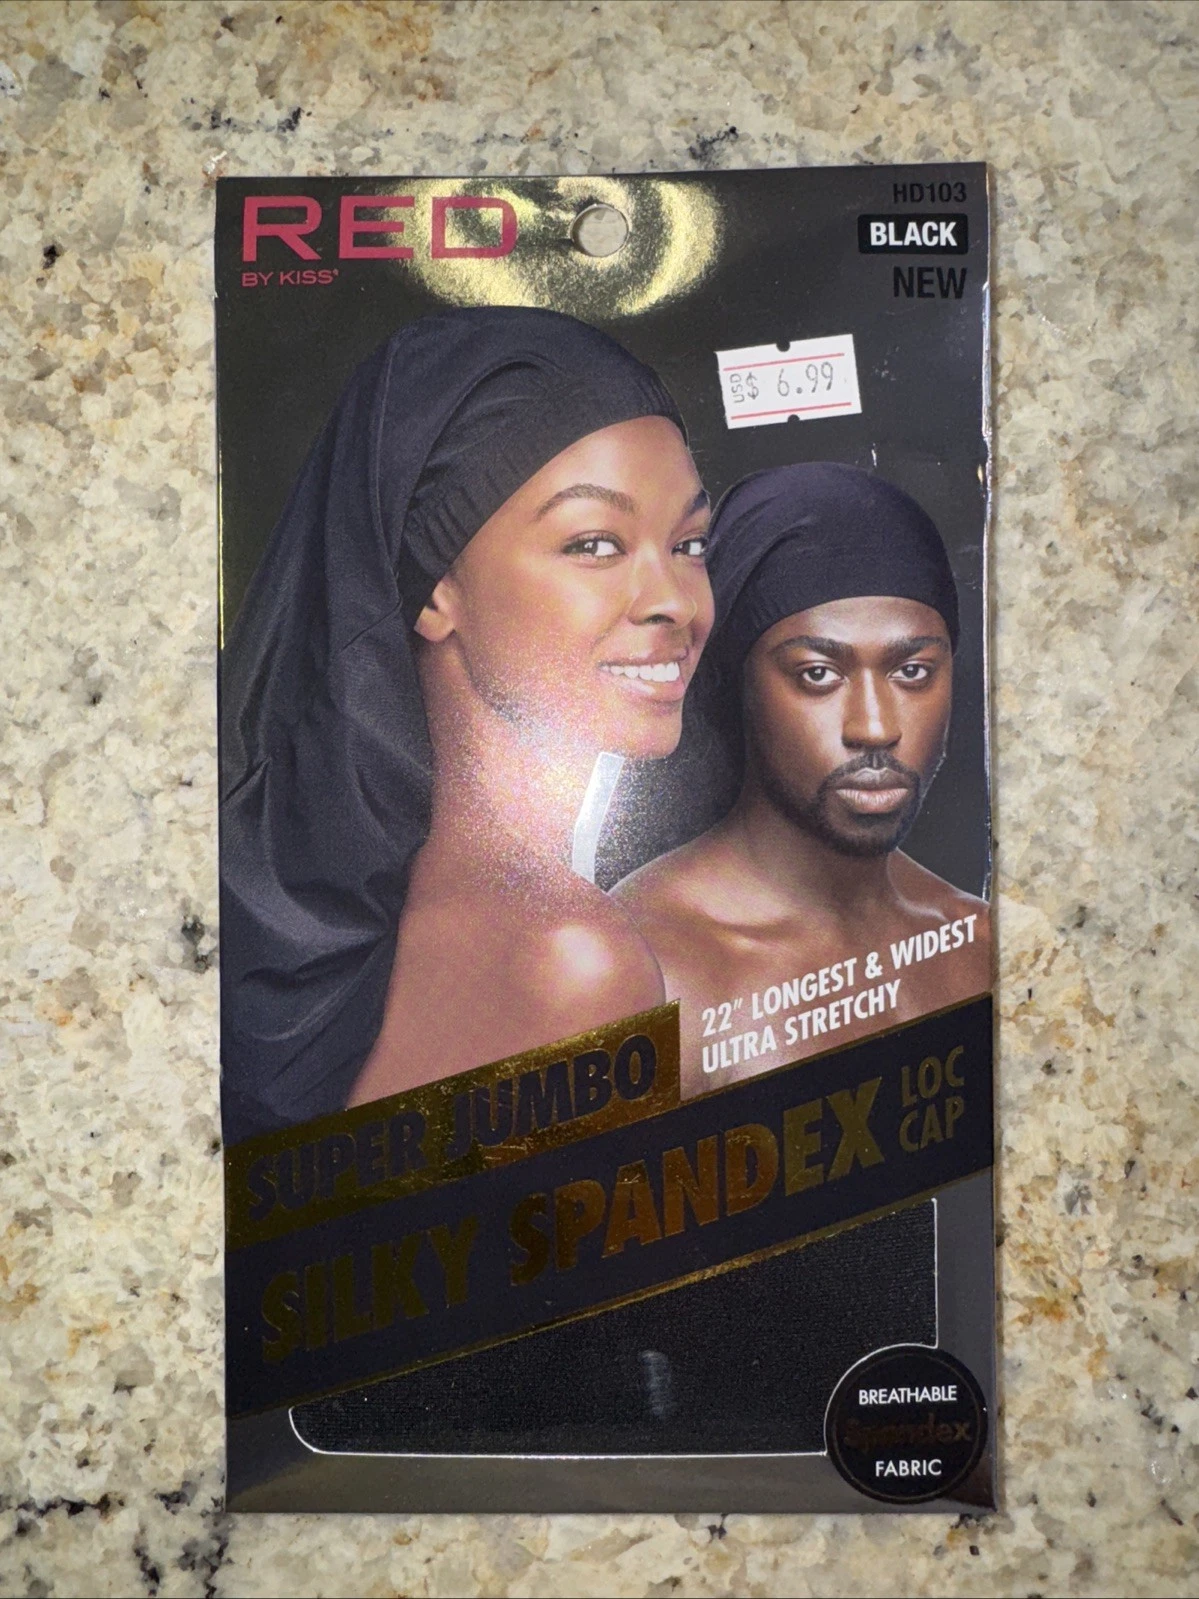 RED
BY KISS®
HD103
BLACK
NEW
USD
$ 6.99
22" LONGEST & WIDEST
ULTRA STRETCHY
SUPER JUMBO
SILKY SPANDEX LOC CAP
BREATHABLE
Spandex
FABRIC